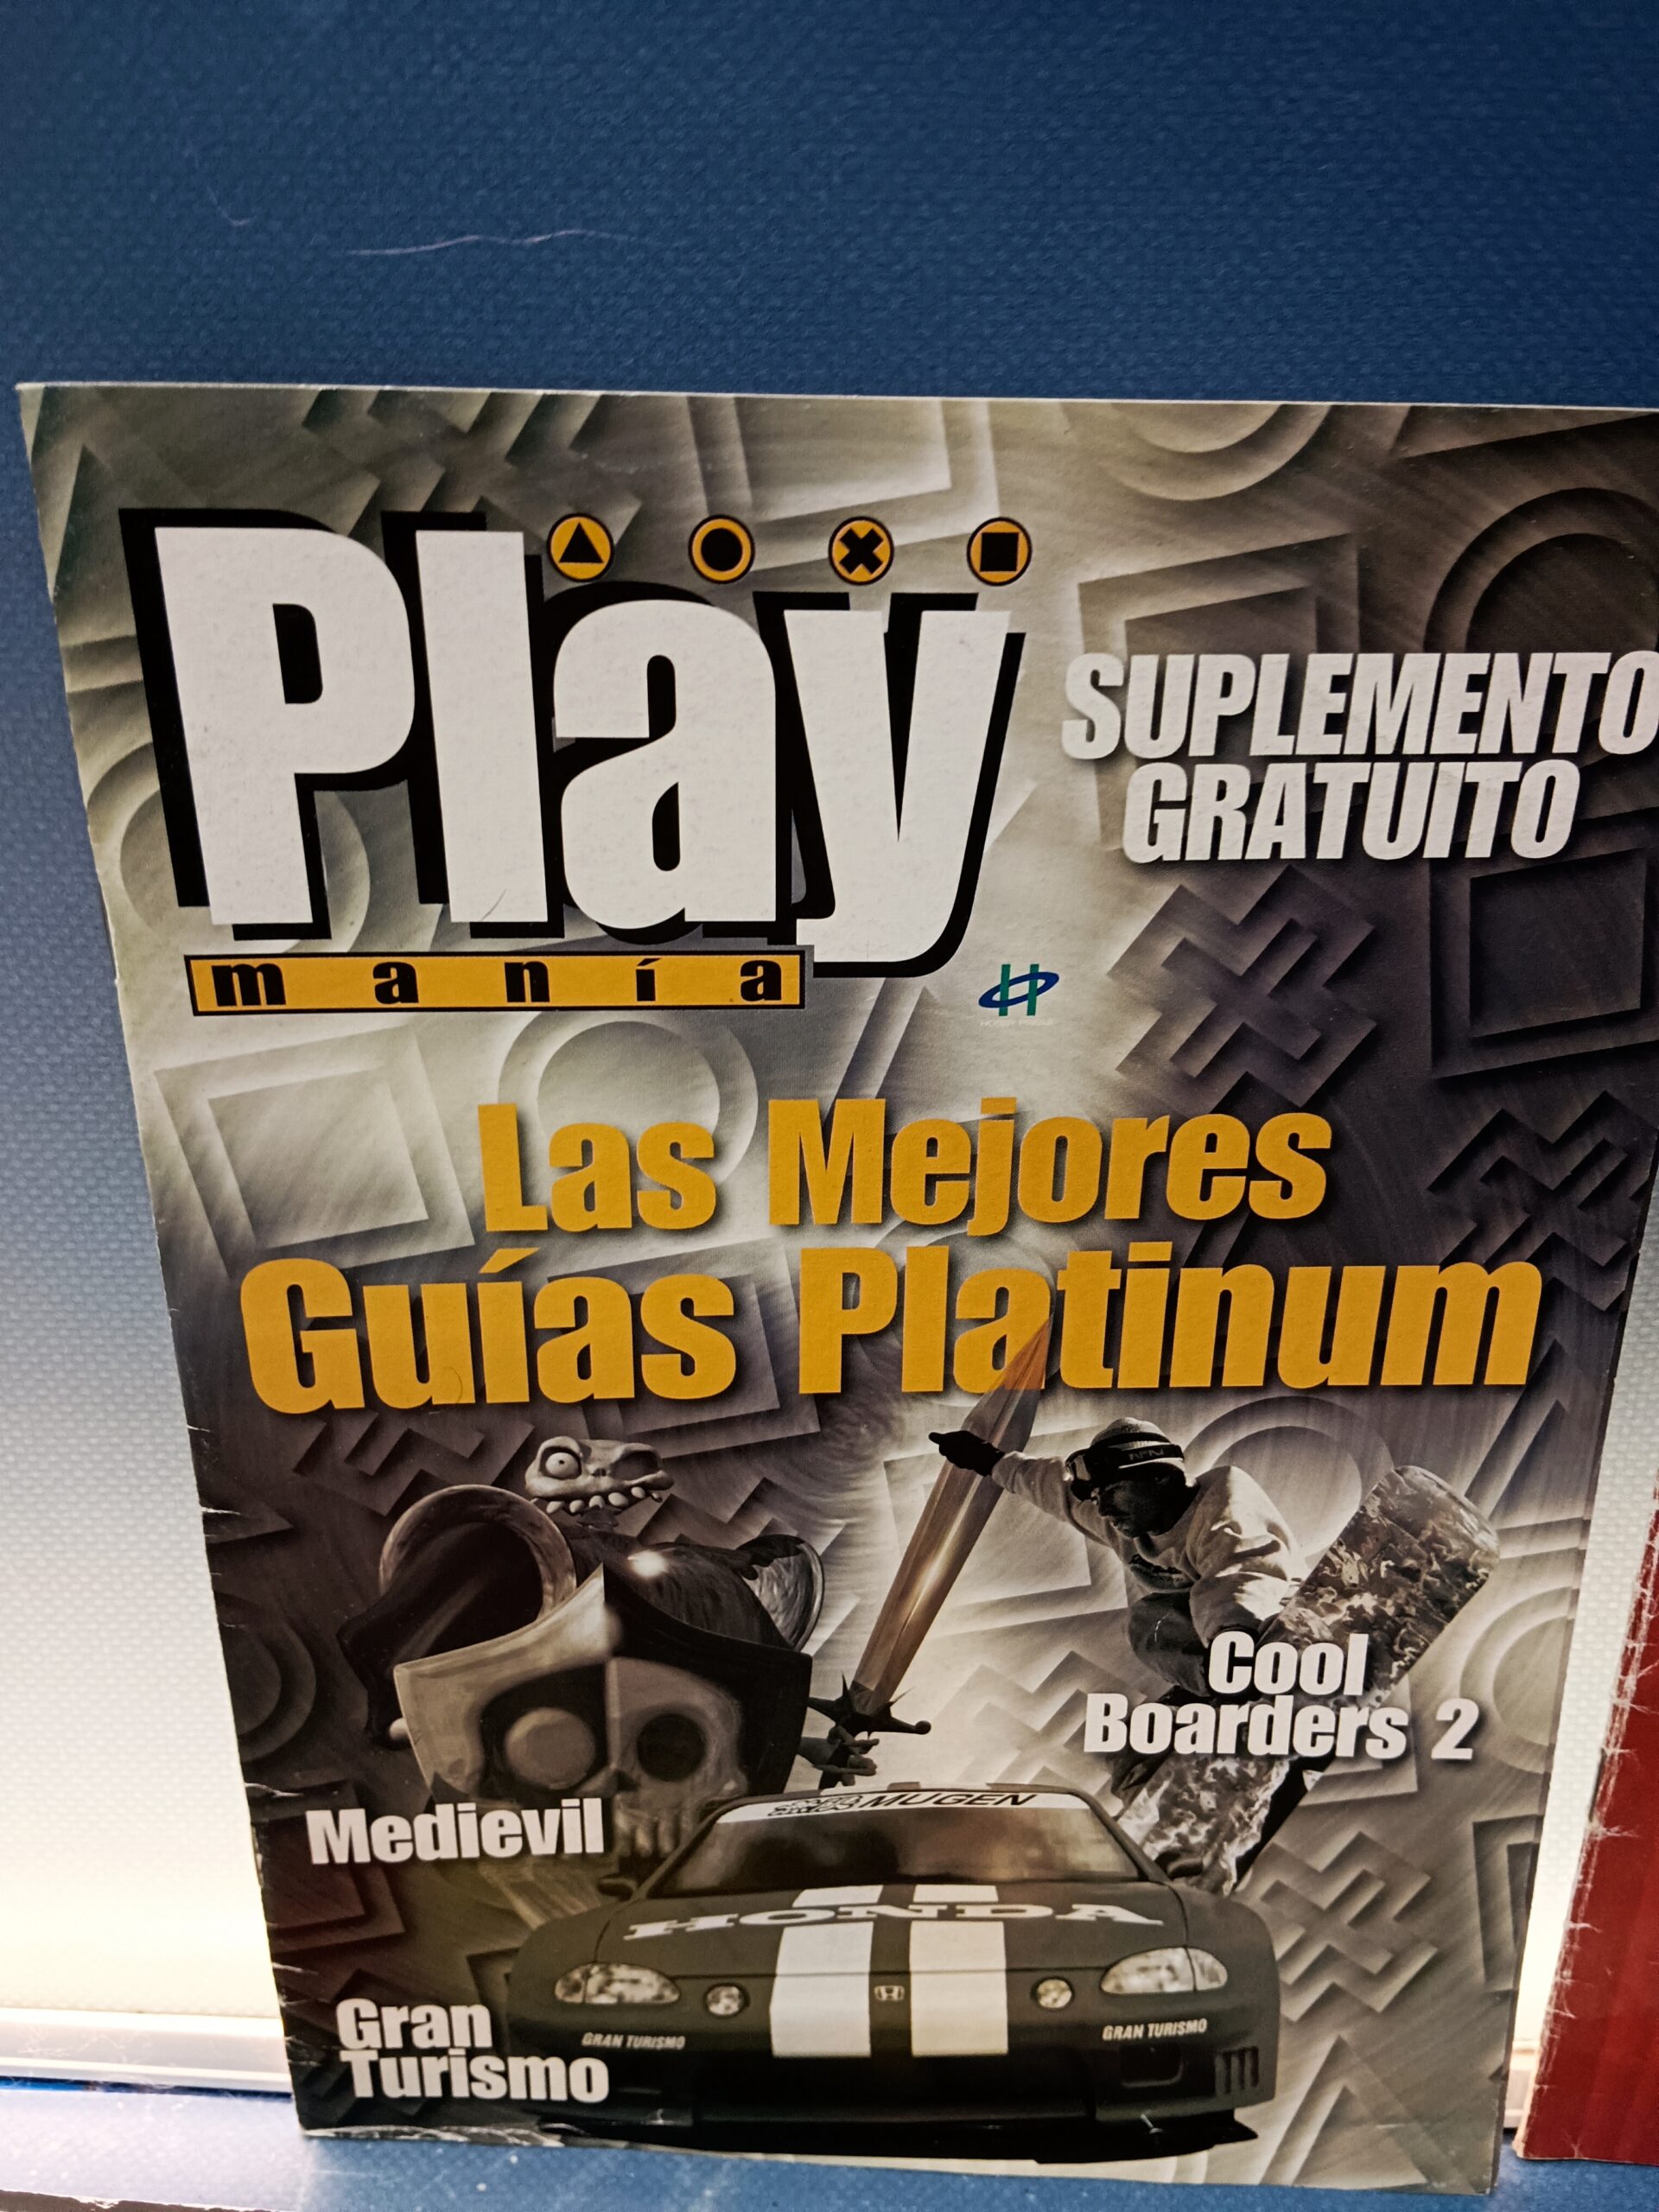 Play
manía
SUPLEMENTO
GRATUITO
Las Mejores
Guías Platinum
Cool
Boarders 2
Medievil
MUGEN
HONDA
Gran
Turismo
GRAN TURISMO
GRAN TURISMO